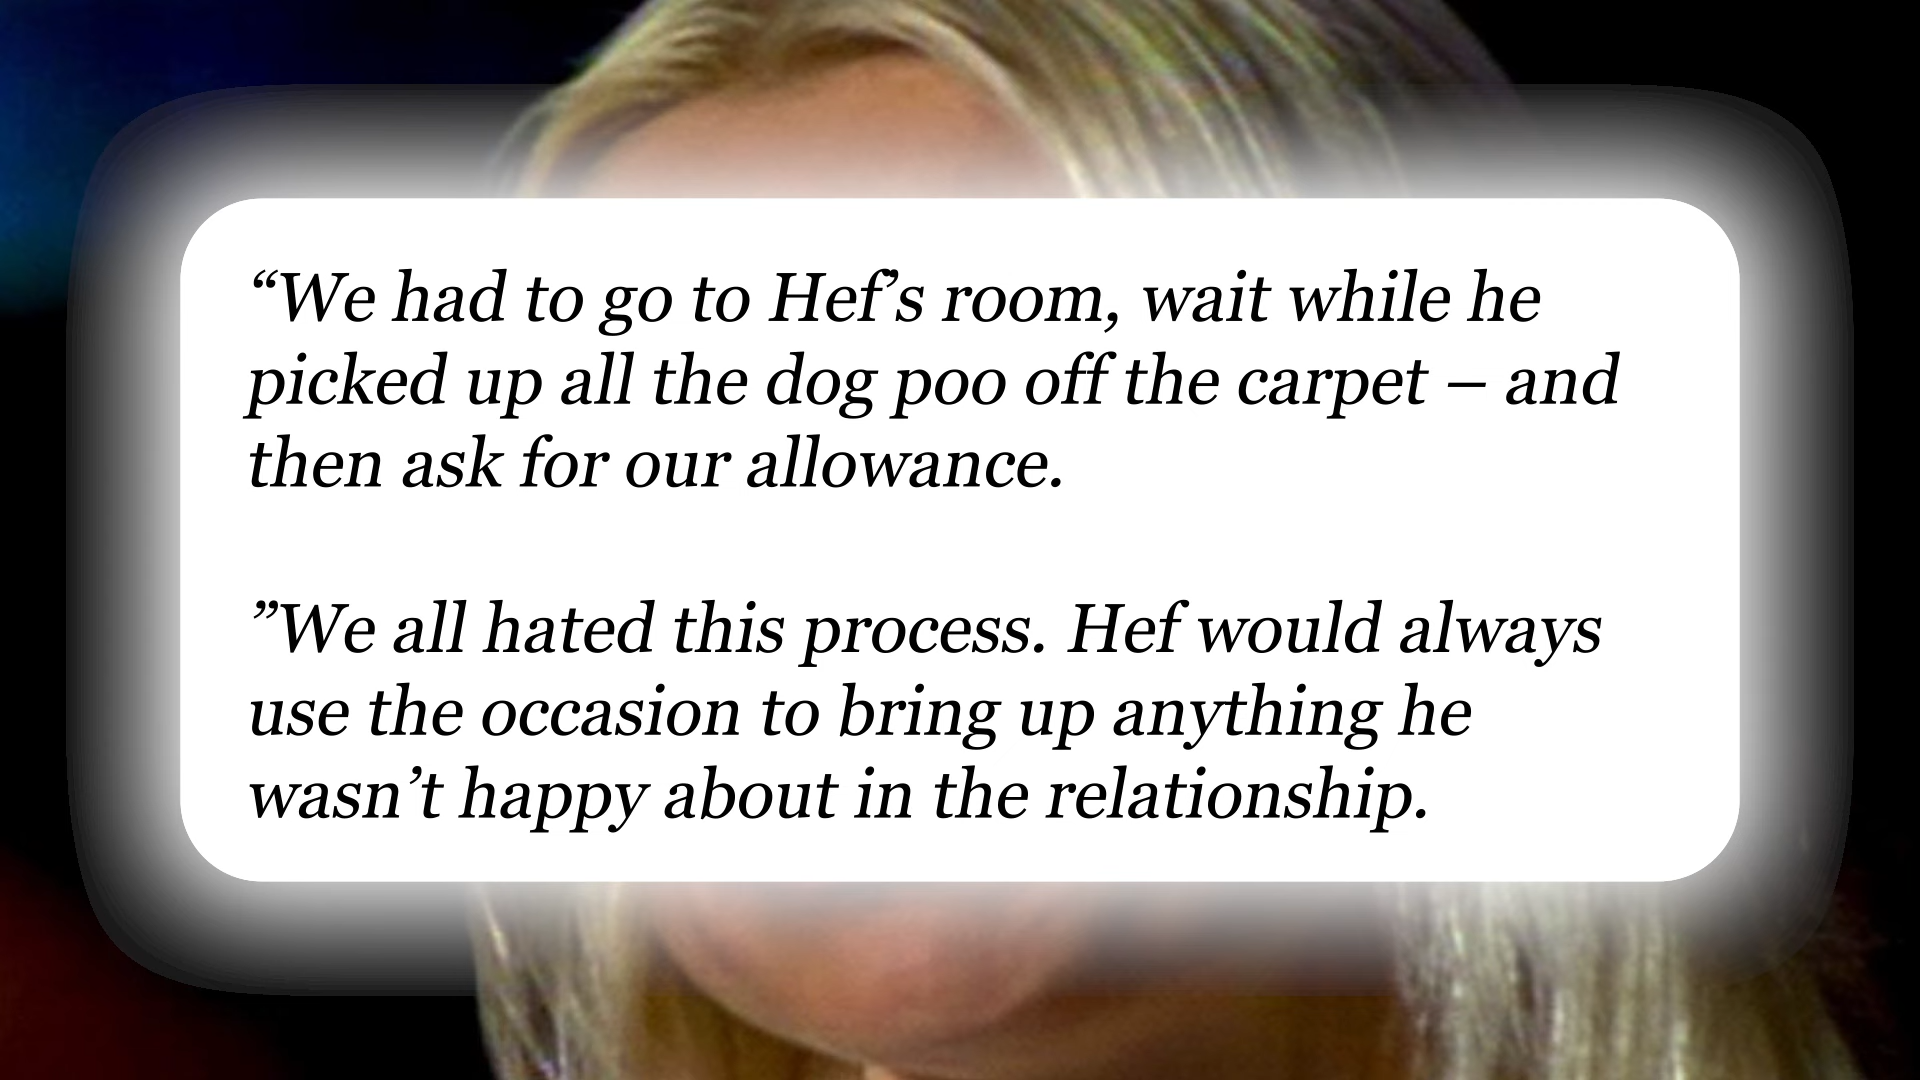 “We had to go to Hef’s room, wait while he
picked up all the dog poo off the carpet – and
then ask for our allowance.
”We all hated this process. Hef would always
use the occasion to bring up anything he
wasn’t happy about in the relationship.